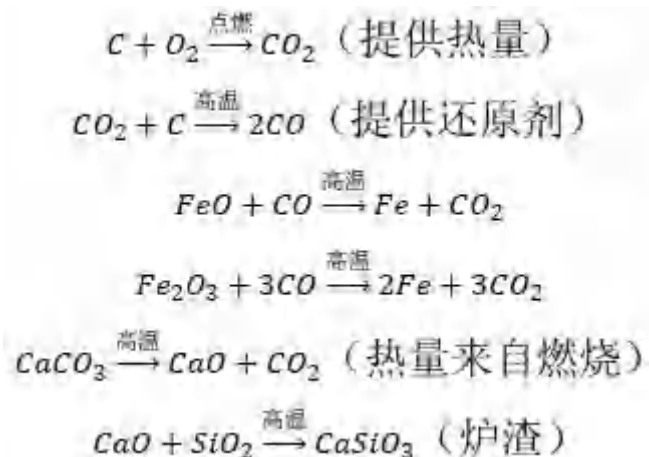 C + O₂ 点燃⟶ CO₂（提供热量）
CO₂ + C 高温⟶ 2CO（提供还原剂）
FeO + CO 高温⟶ Fe + CO₂
Fe₂O₃ + 3CO 高温⟶ 2Fe + 3CO₂
CaCO₃ 高温⟶ CaO + CO₂（热量来自燃烧）
CaO + SiO₂ 高温⟶ CaSiO₃（炉渣）